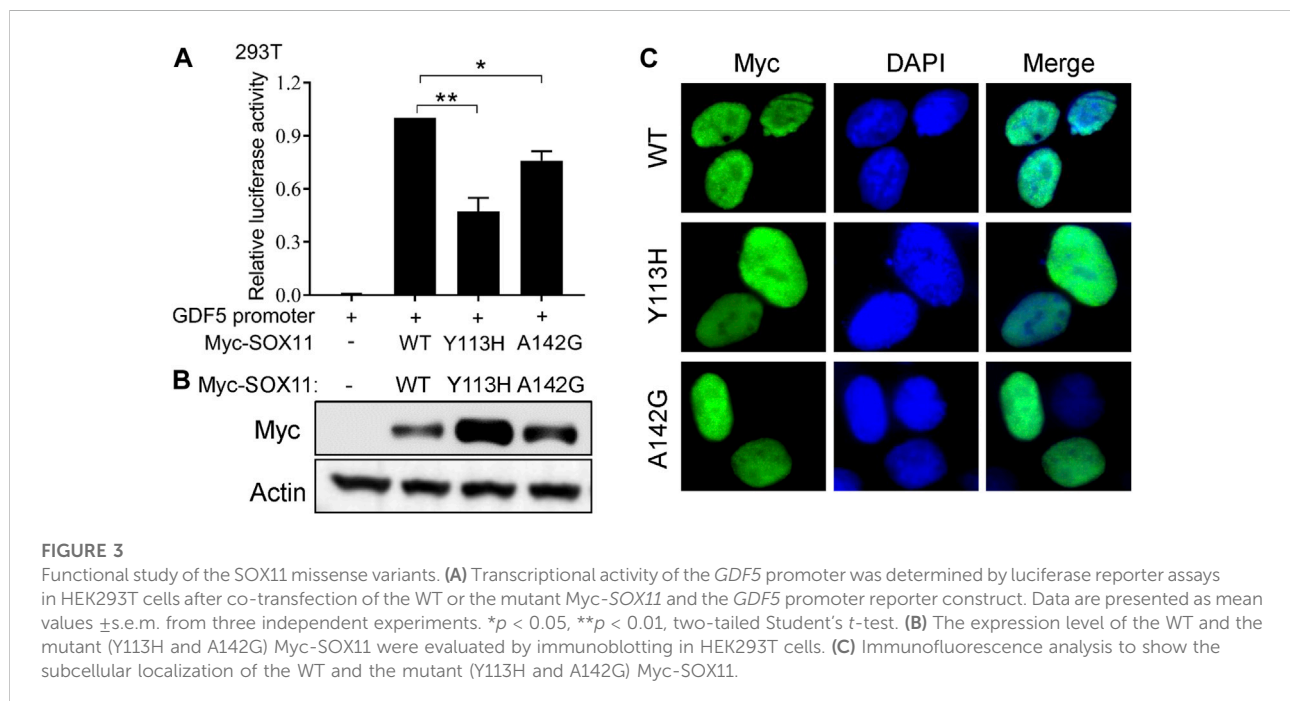 A
293T
Relative luciferase activity
1.2
0.9
0.6
0.3
0.0
*
**
GDF5 promoter + + + +
Myc-SOX11 - WT Y113H A142G
B
Myc-SOX11: - WT Y113H A142G
Myc
Actin
C
Myc DAPI Merge
WT
Y113H
A142G
FIGURE 3
Functional study of the SOX11 missense variants. (A) Transcriptional activity of the GDF5 promoter was determined by luciferase reporter assays
in HEK293T cells after co-transfection of the WT or the mutant Myc-SOX11 and the GDF5 promoter reporter construct. Data are presented as mean
values ±s.e.m. from three independent experiments. *p < 0.05, **p < 0.01, two-tailed Student's t-test. (B) The expression level of the WT and the
mutant (Y113H and A142G) Myc-SOX11 were evaluated by immunoblotting in HEK293T cells. (C) Immunofluorescence analysis to show the
subcellular localization of the WT and the mutant (Y113H and A142G) Myc-SOX11.